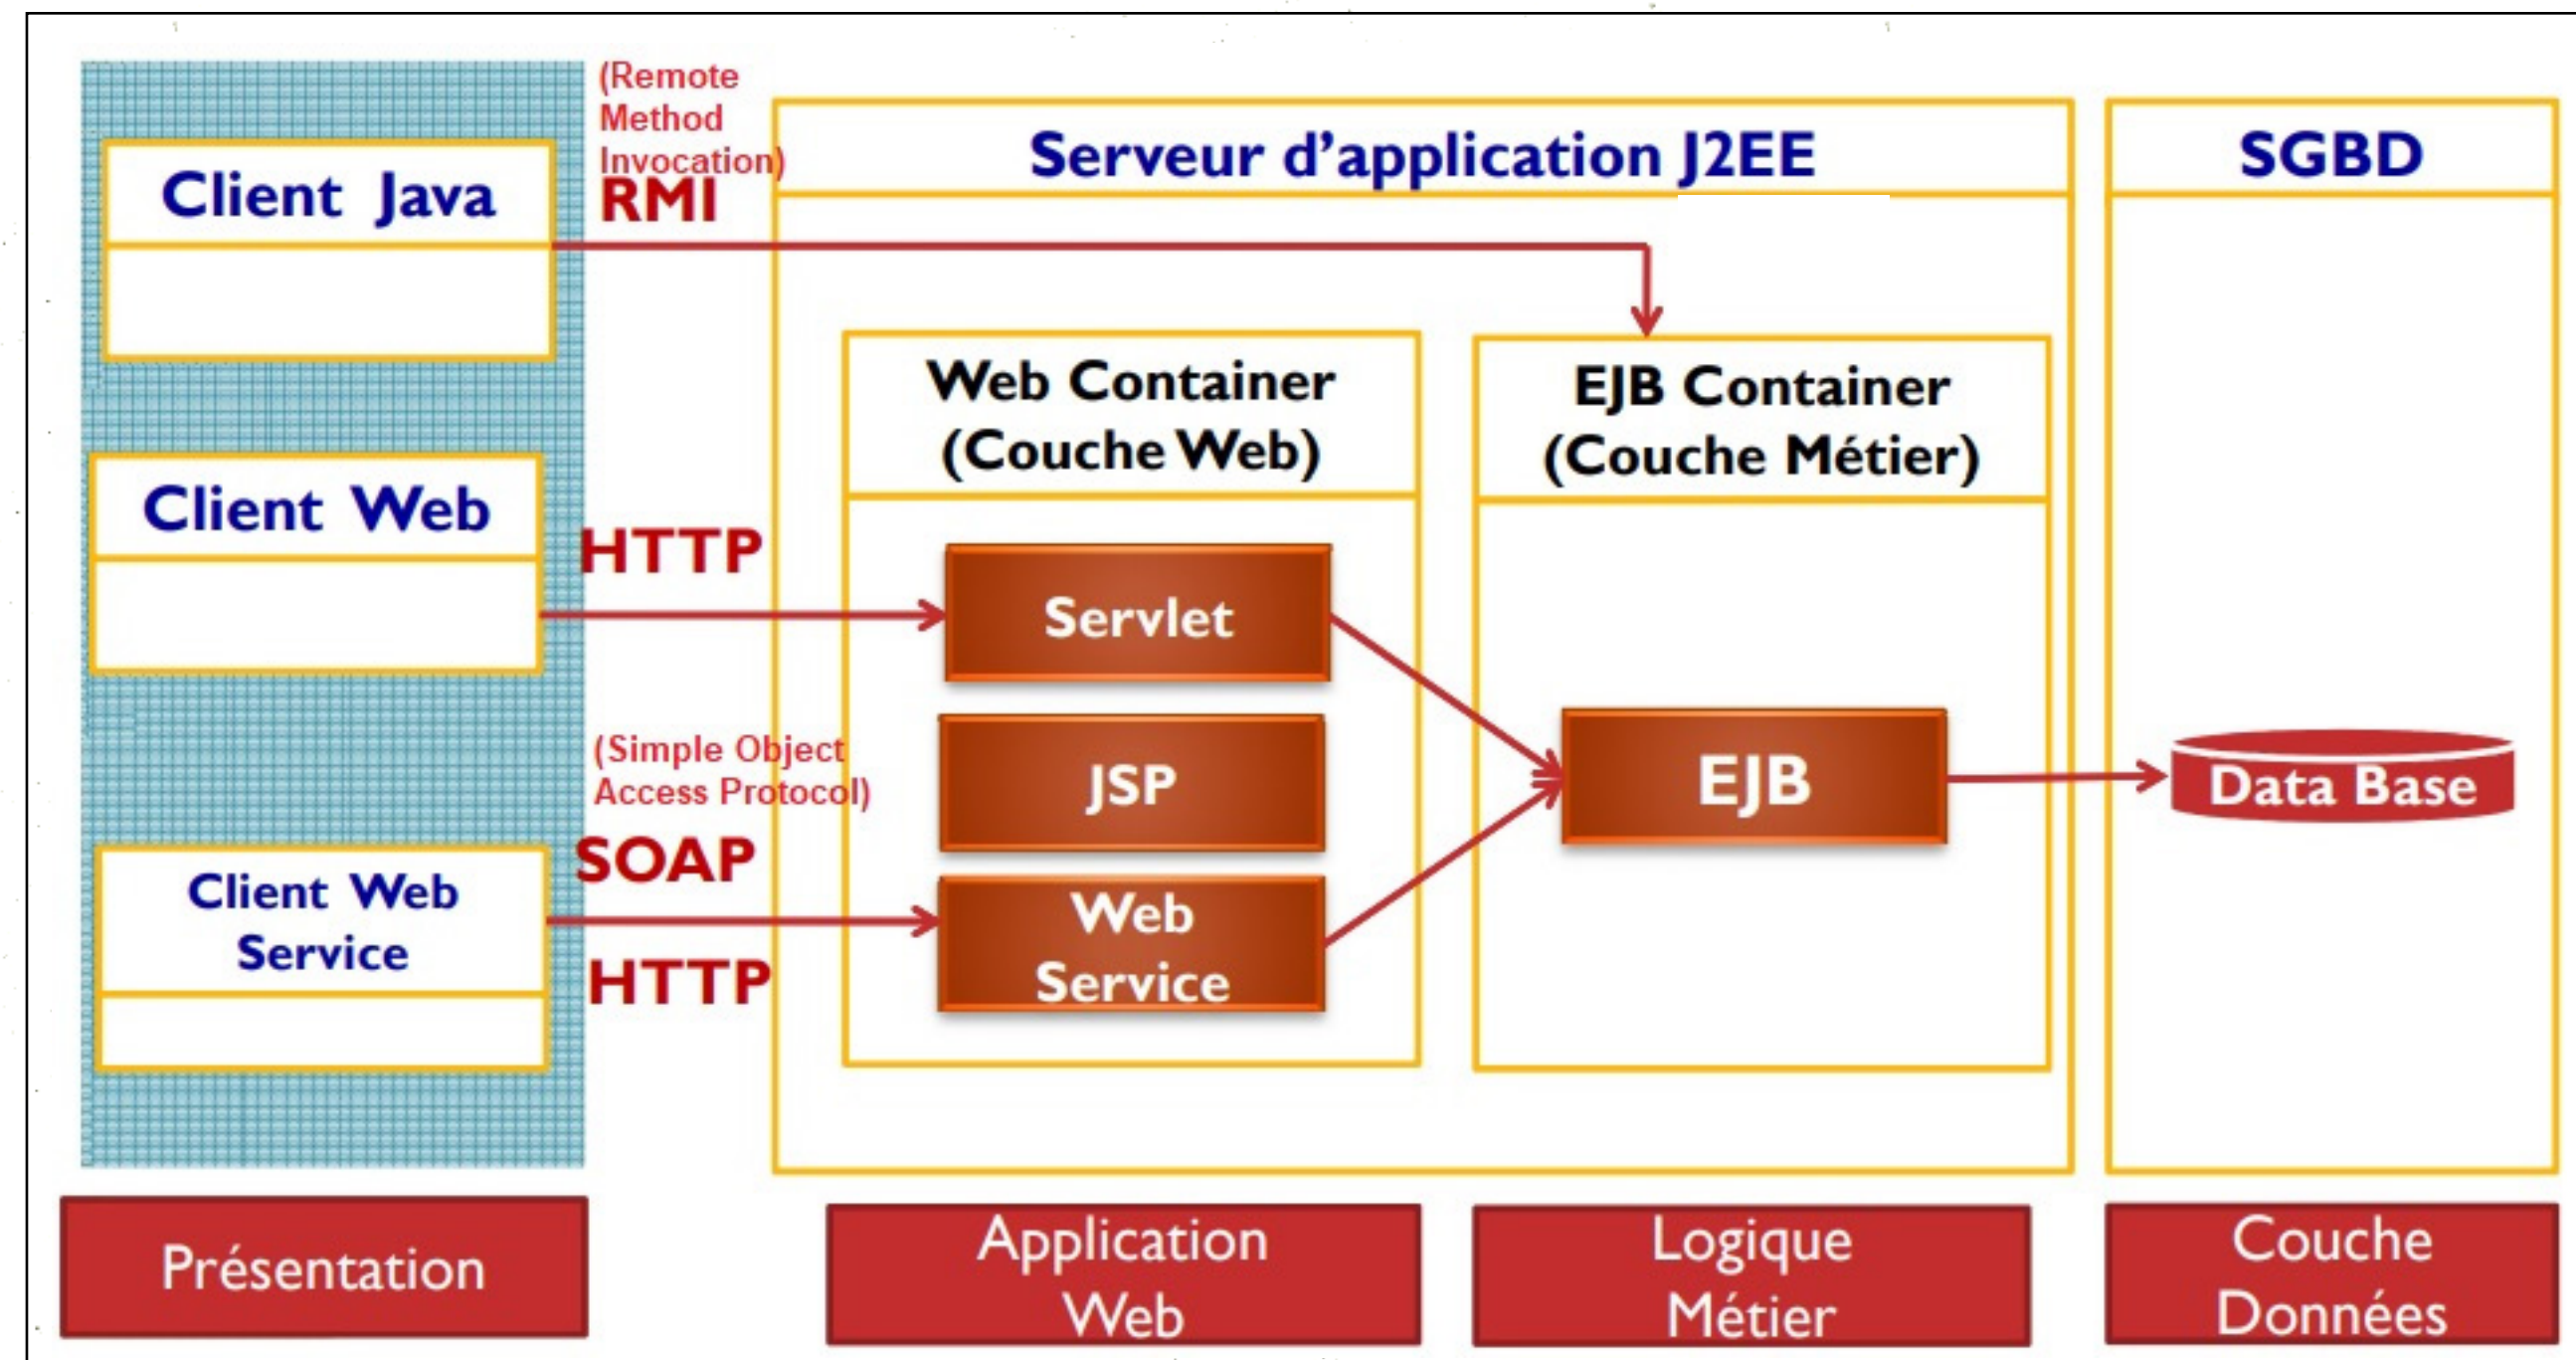 (Remote
Method
Invocation)
RMI
Client Java
Client Web
HTTP
(Simple Object
Access Protocol)
SOAP
Client Web
Service
HTTP
Serveur d'application J2EE
Web Container
(Couche Web)
Servlet
JSP
Web
Service
EJB Container
(Couche Métier)
EJB
SGBD
Data Base
Présentation
Application
Web
Logique
Métier
Couche
Données